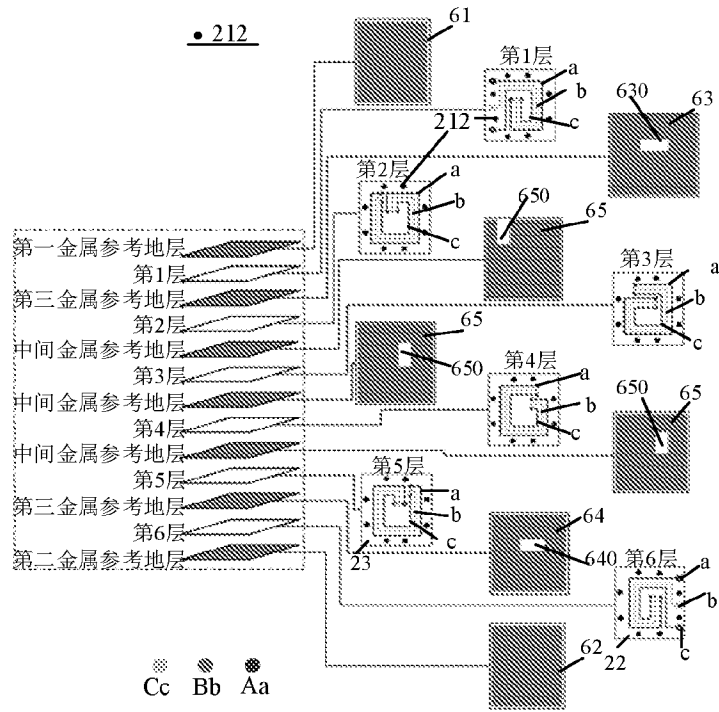 212
61
第1层
a
b
c
630
63
212
第2层
a
b
c
650
65
第3层
a
b
c
第一金属参考地层
第1层
第三金属参考地层
第2层
中间金属参考地层
第3层
中间金属参考地层
第4层
中间金属参考地层
第5层
第三金属参考地层
第6层
第二金属参考地层
65
650
第4层
a
b
c
650
65
第5层
a
b
c
23
64
640
第6层
a
b
c
22
62
Cc Bb Aa